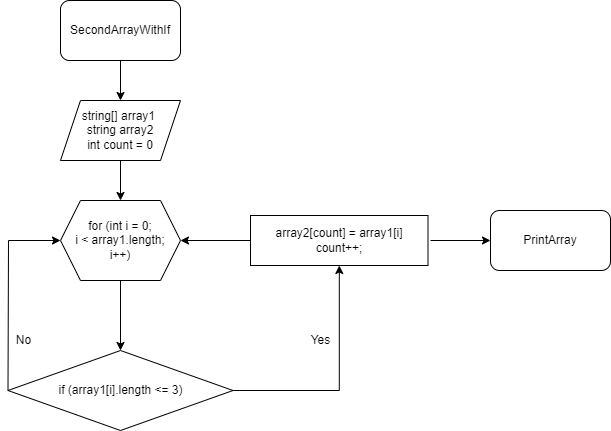 SecondArrayWithIf
string[] array1
string array2
int count = 0
for (int i = 0;
i < array1.length;
i++)
array2[count] = array1[i]
count++;
PrintArray
No
Yes
if (array1[i].length <= 3)